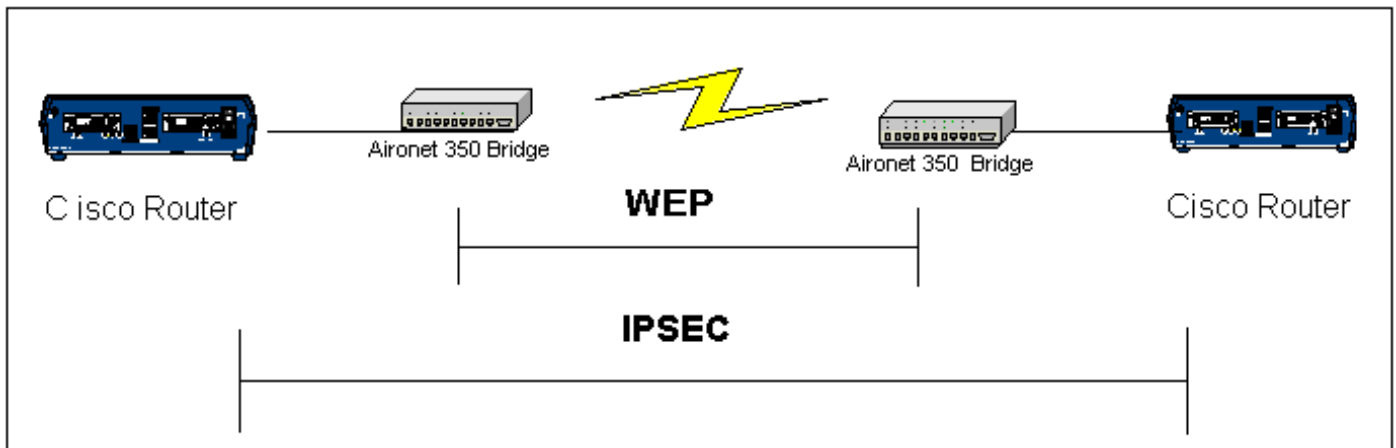 Aironet 350 Bridge
Aironet 350  Bridge
C isco Router
Cisco Router
WEP
IPSEC